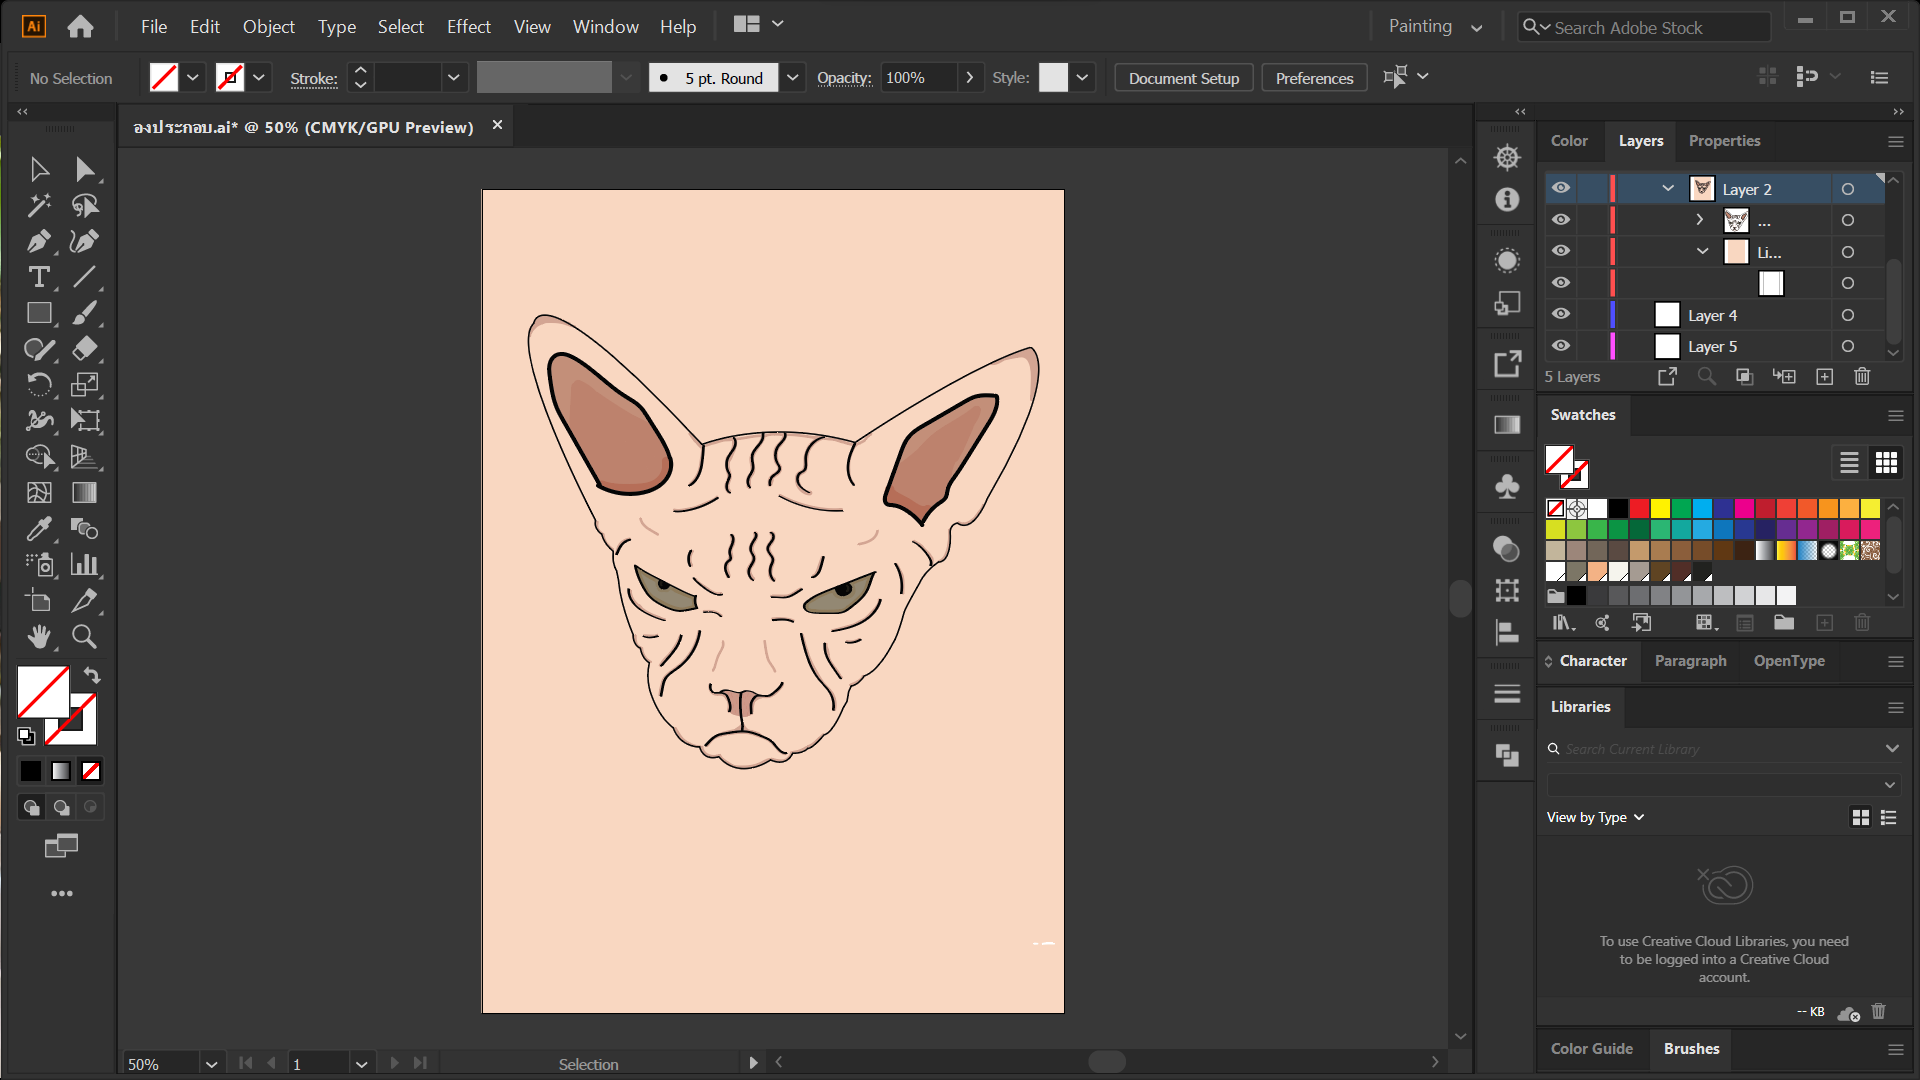 Ai File Edit Object Type Select Effect View Window Help Painting Search Adobe Stock
No Selection Stroke: 5 pt. Round Opacity: 100% Style: Document Setup Preferences
องประกอบ.ai* @ 50% (CMYK/GPU Preview)
Color Layers Properties
Layer 2
...
Li...
Layer 4
Layer 5
5 Layers
Swatches
Character Paragraph OpenType
Libraries
Search Current Library
View by Type
To use Creative Cloud Libraries, you need
to be logged into a Creative Cloud
account.
-- KB
Color Guide Brushes
50% 1 Selection